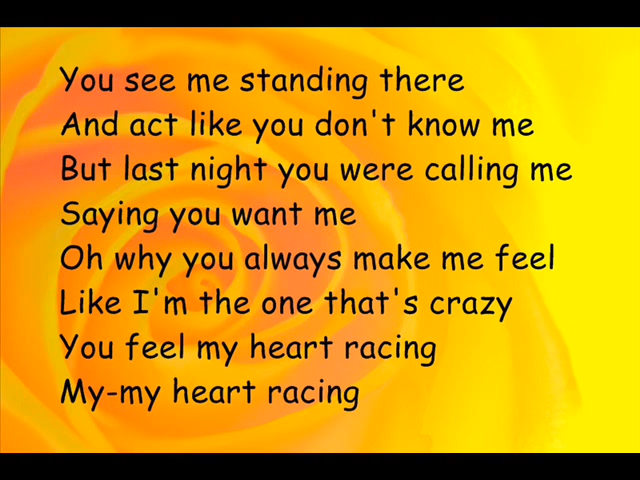 You see me standing there
And act like you don't know me
But last night you were calling me
Saying you want me
Oh why you always make me feel
Like I'm the one that's crazy
You feel my heart racing
My-my heart racing